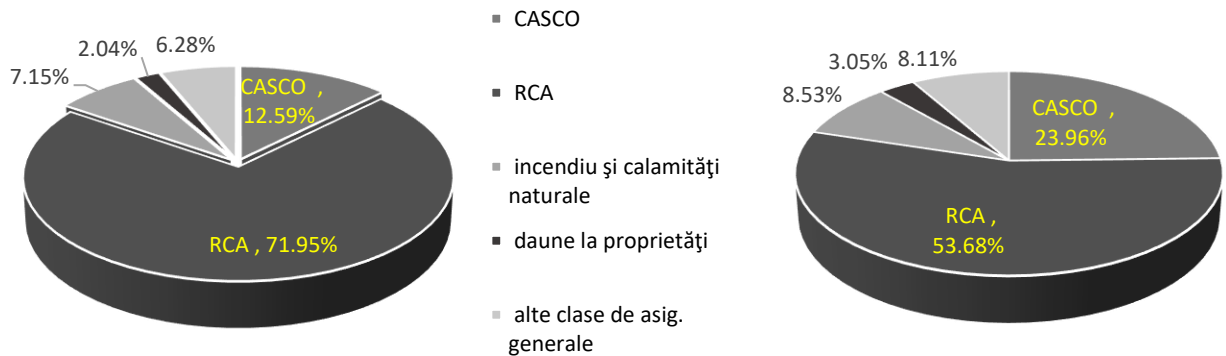 6.28%
2.04%
7.15%
CASCO ,
12.59%
RCA , 71.95%
CASCO
RCA
incendiu şi calamităţi
naturale
daune la proprietăţi
alte clase de asig.
generale
8.11%
3.05%
8.53%
CASCO ,
23.96%
RCA ,
53.68%